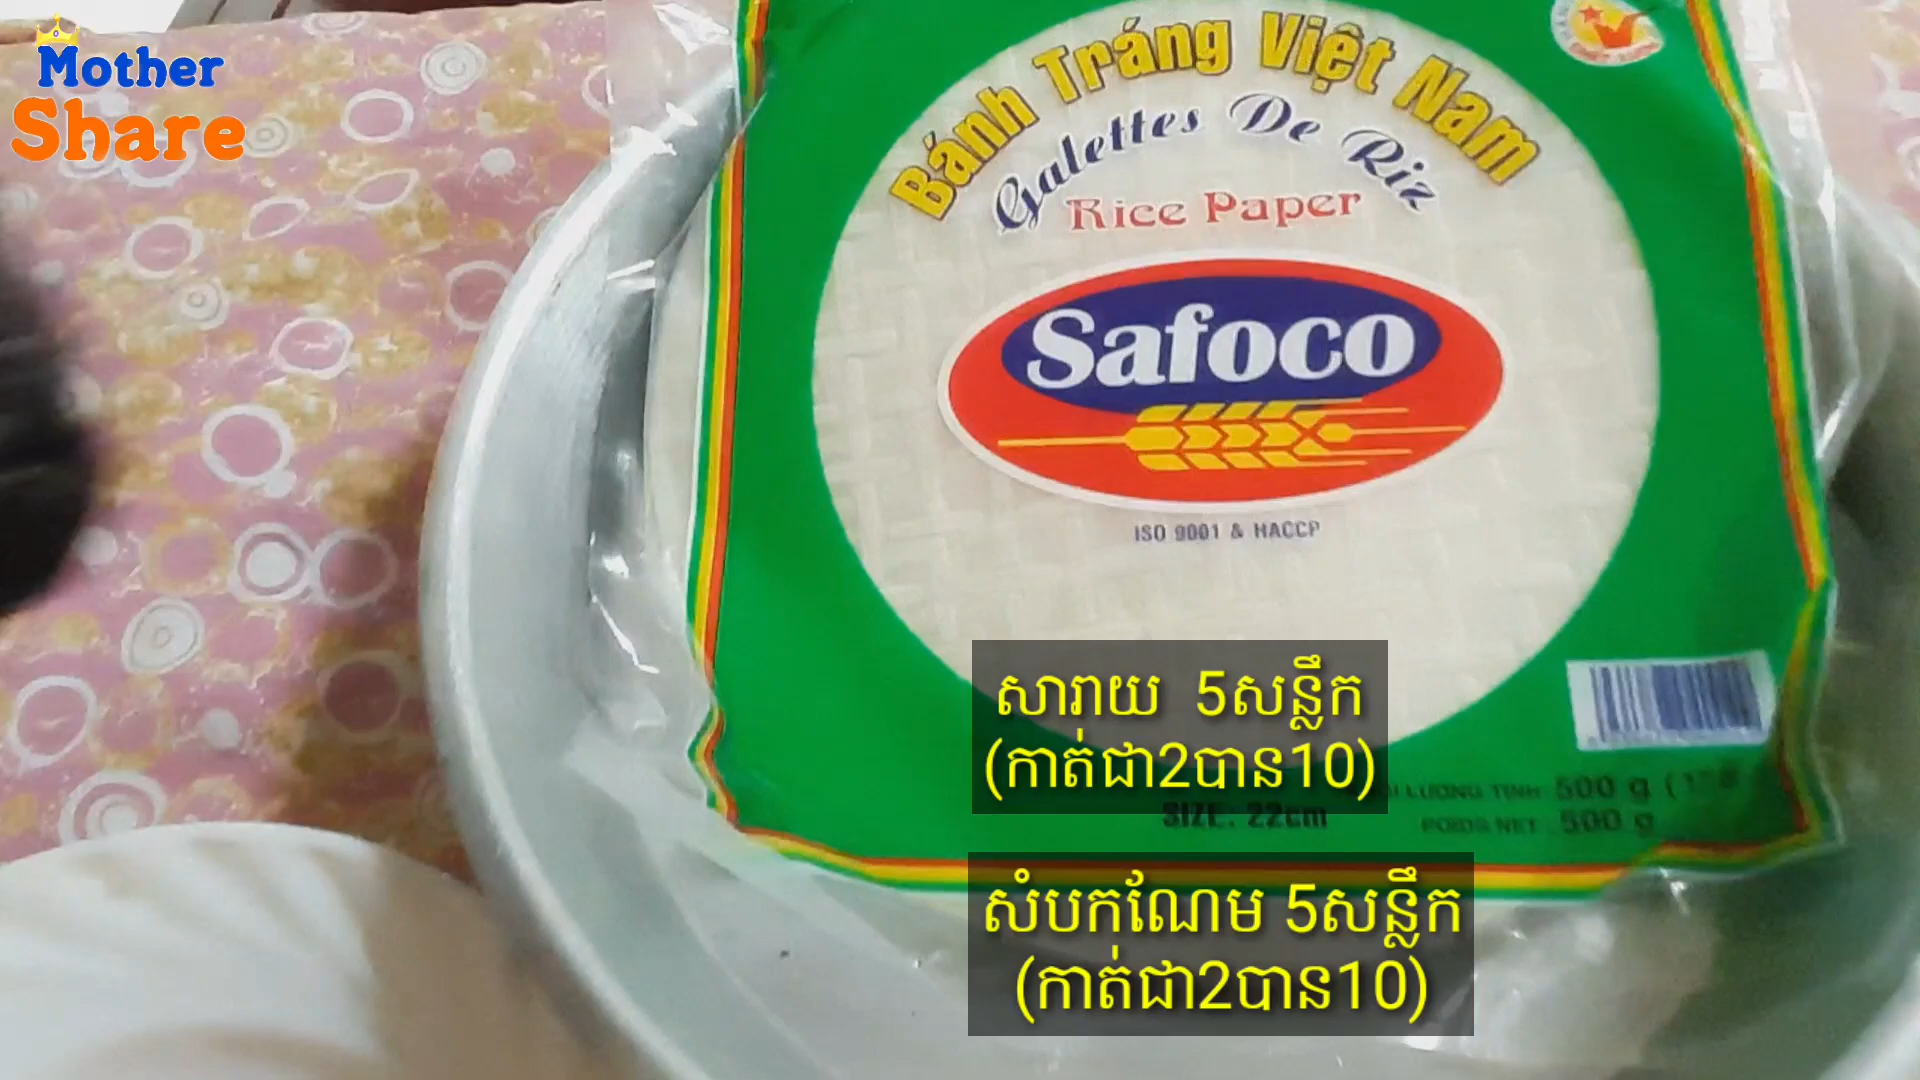 Mother
Share
Bánh Tráng Việt Nam
Galettes De Riz
Rice Paper
Safoco
ISO 9001 & HACCP
សារាយ 5សន្លឹក
(កាត់ជា2បាន10)
LƯỢNG TỊNH: 500 g
SIZE: 22cm
POIDS NET: 500 g
សំបកណែម 5សន្លឹក
(កាត់ជា2បាន10)